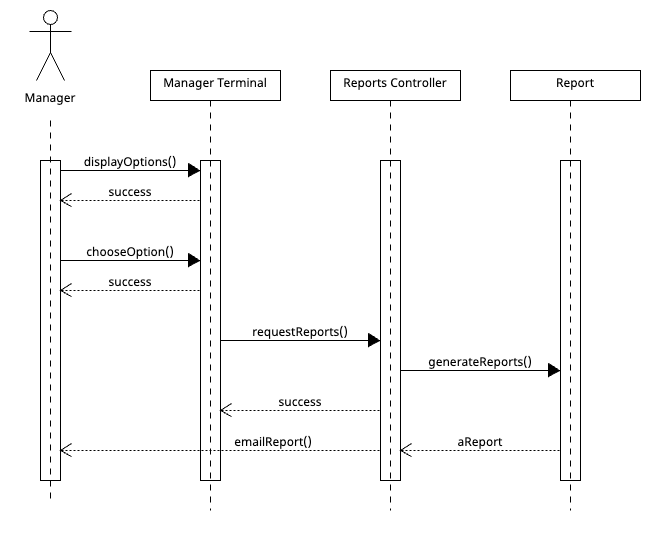 Manager
Manager Terminal
Reports Controller
Report
displayOptions()
success
chooseOption()
success
requestReports()
generateReports()
success
emailReport()
aReport